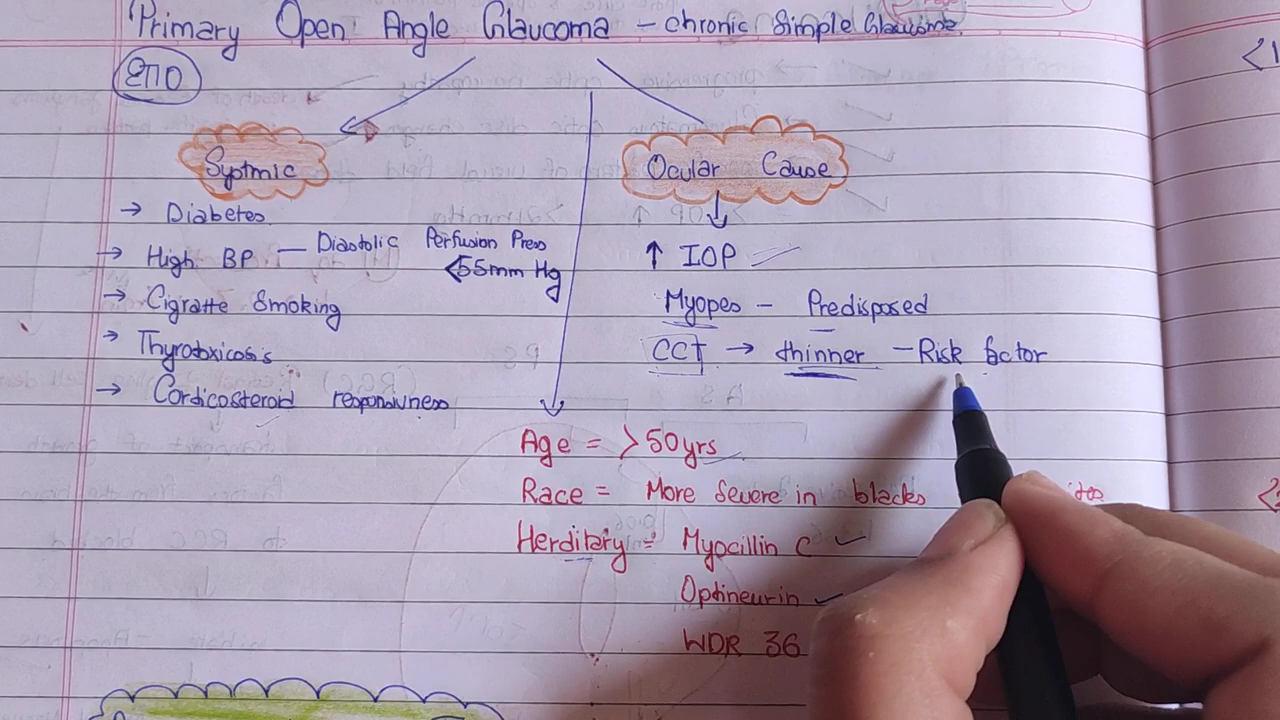 Primary Open Angle Glaucoma - chronic Simple Glaucoma.
ETIO
Systmic
→ Diabetes
→ High BP — Diastolic Perfusion Press
<55mm Hg
→ Cigratte Smoking
→ Thyrotoxicosis
→ Corticosteroid responsivness
Ocular Cause
↓
↑ IOP
Myopes - Predisposed
CCT → thinner - Risk factor
Age = >50yrs
Race = More Severe in blacks
Herditary = Myocillin C ✓
Optineurin ✓
WDR 36